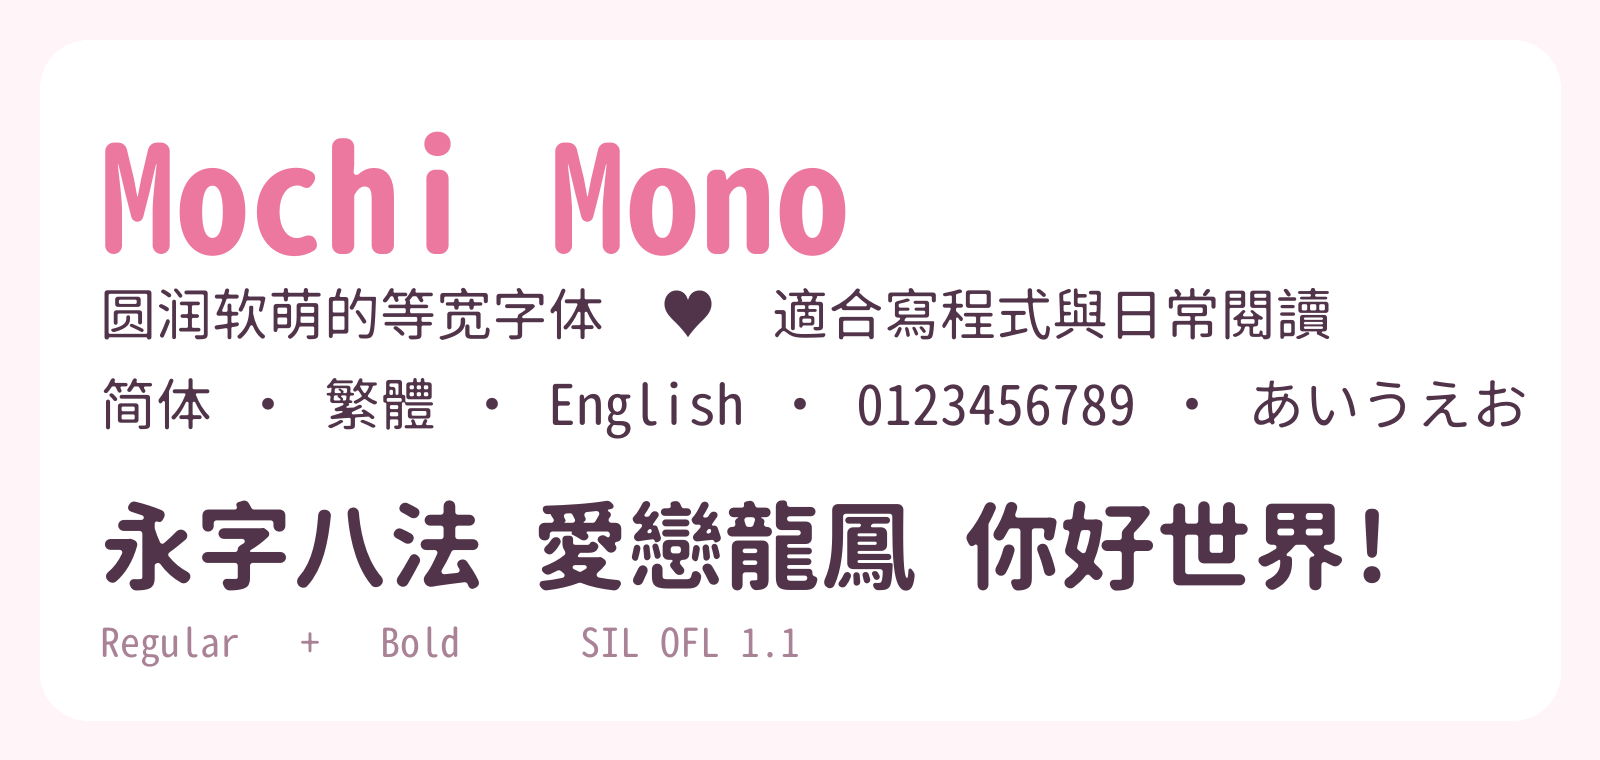 Mochi Mono
圆润软萌的等宽字体 ♥ 適合寫程式與日常閱讀
简体 · 繁體 · English · 0123456789 · あいうえお
永字八法 愛戀龍鳳 你好世界!
Regular + Bold SIL OFL 1.1